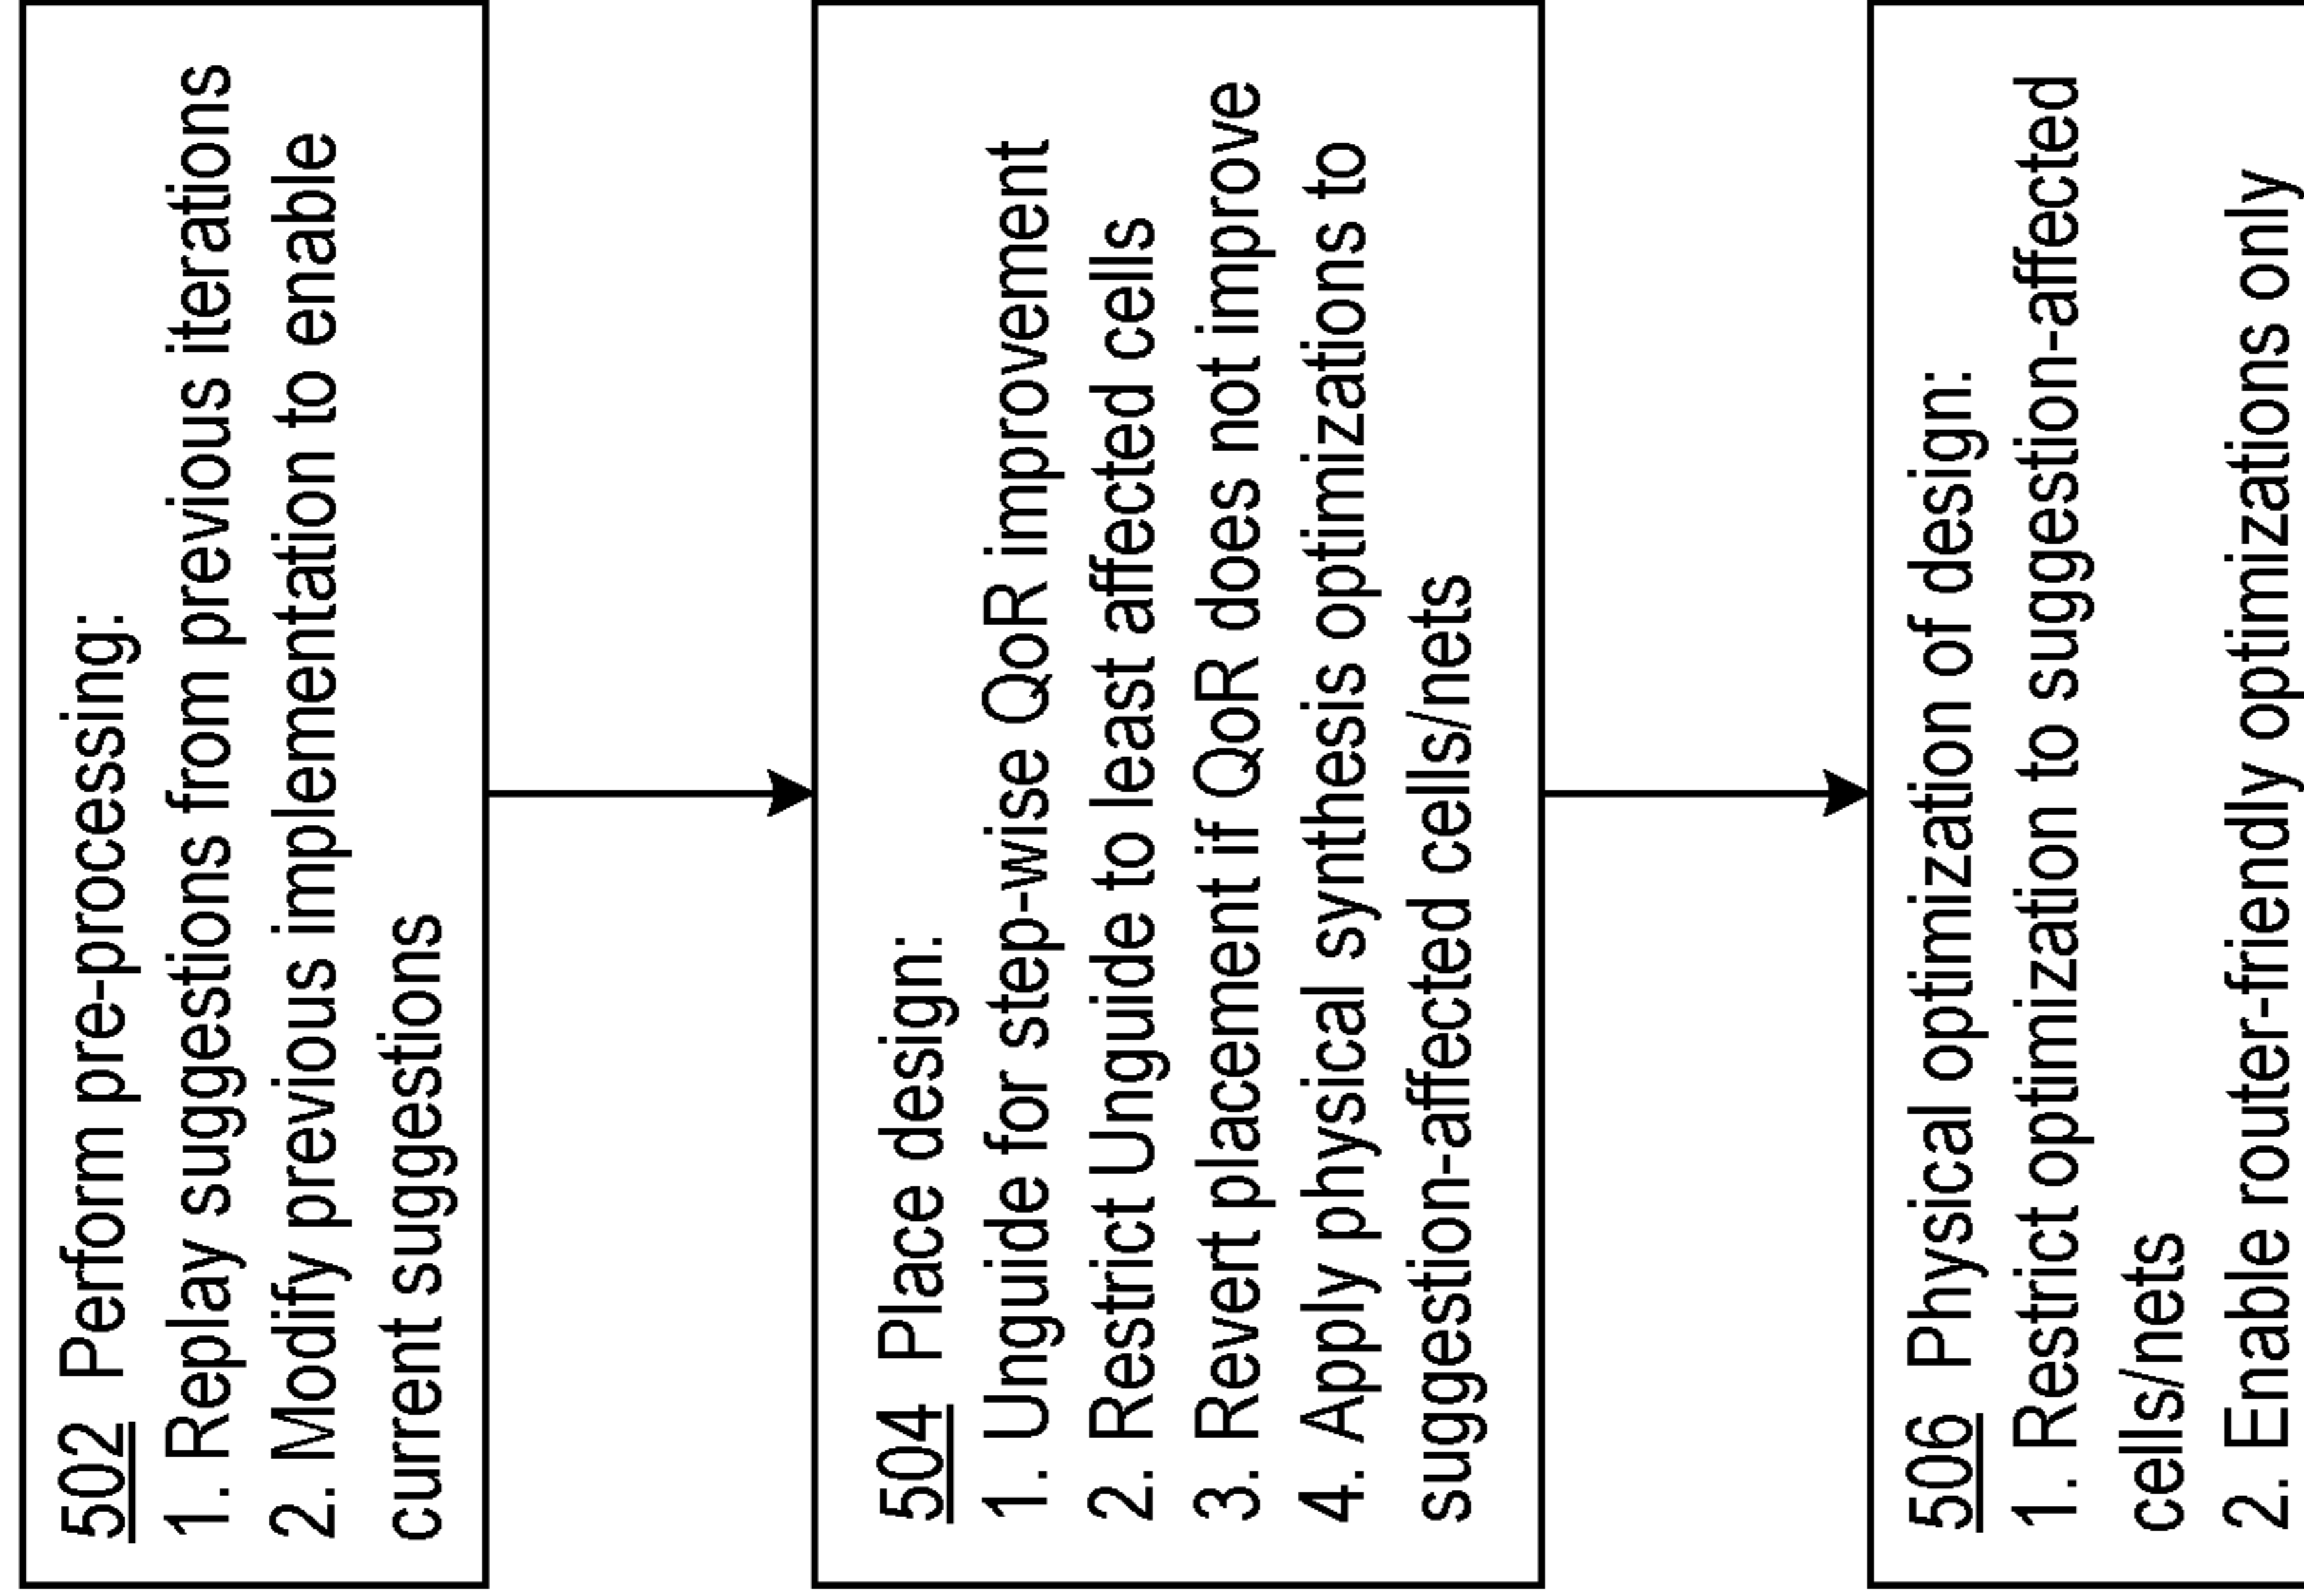 502 Perform pre-processing:
1. Replay suggestions from previous iterations
2. Modify previous implementation to enable
current suggestions
504 Place design:
1. Unguide for step-wise QoR improvement
2. Restrict Unguide to least affected cells
3. Revert placement if QoR does not improve
4. Apply physical synthesis optimizations to
suggestion-affected cells/nets
506 Physical optimization of design:
1. Restrict optimization to suggestion-affected
cells/nets
2. Enable router-friendly optimizations only